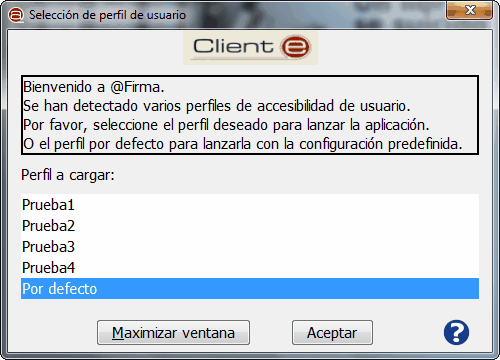 Selección de perfil de usuario
Client e
Bienvenido a @Firma.
Se han detectado varios perfiles de accesibilidad de usuario.
Por favor, seleccione el perfil deseado para lanzar la aplicación.
O el perfil por defecto para lanzarla con la configuración predefinida.
Perfil a cargar:
Prueba1
Prueba2
Prueba3
Prueba4
Por defecto
Maximizar ventana
Aceptar
?